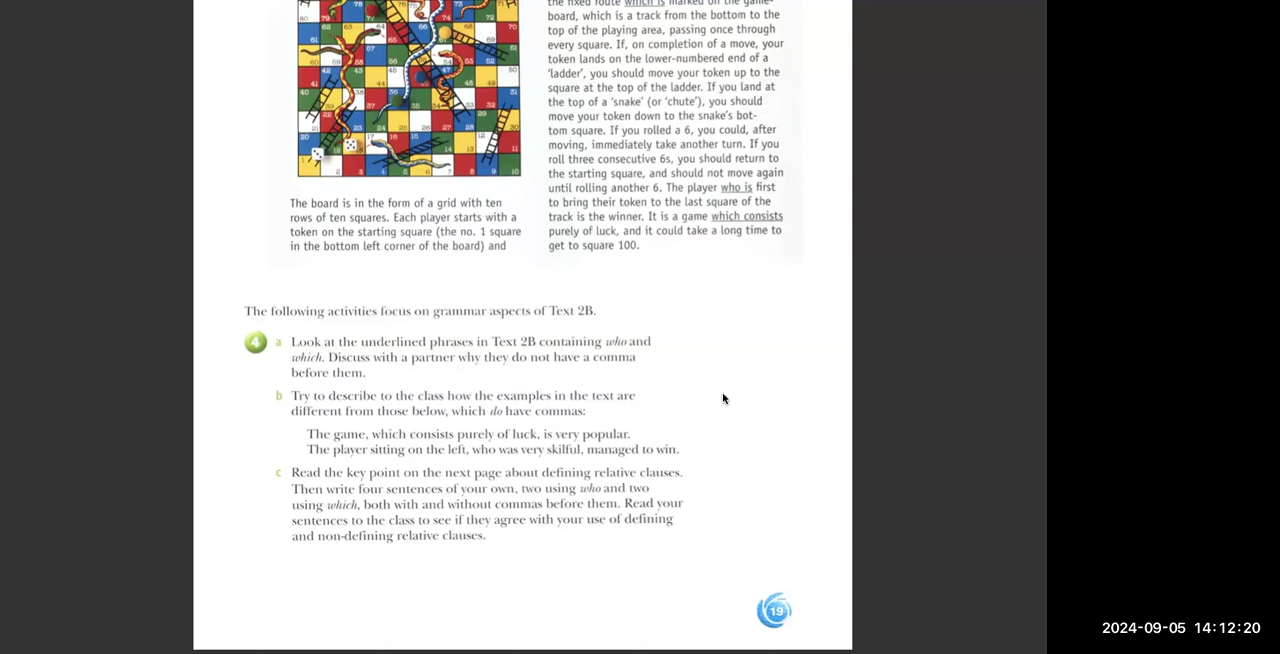 The board is in the form of a grid with ten
rows of ten squares. Each player starts with a
token on the starting square (the no. 1 square
in the bottom left corner of the board) and
the fixed route which is marked on the game-
board, which is a track from the bottom to the
top of the playing area, passing once through
every square. If, on completion of a move, your
token lands on the lower-numbered end of a
‘ladder’, you should move your token up to the
square at the top of the ladder. If you land at
the top of a ‘snake’ (or ‘chute’), you should
move your token down to the snake’s bot-
tom square. If you rolled a 6, you could, after
moving, immediately take another turn. If you
roll three consecutive 6s, you should return to
the starting square, and should not move again
until rolling another 6. The player who is first
to bring their token to the last square of the
track is the winner. It is a game which consists
purely of luck, and it could take a long time to
get to square 100.
The following activities focus on grammar aspects of Text 2B.
4 a Look at the underlined phrases in Text 2B containing who and
which. Discuss with a partner why they do not have a comma
before them.
b Try to describe to the class how the examples in the text are
different from those below, which do have commas:
The game, which consists purely of luck, is very popular.
The player sitting on the left, who was very skilful, managed to win.
c Read the key point on the next page about defining relative clauses.
Then write four sentences of your own, two using who and two
using which, both with and without commas before them. Read your
sentences to the class to see if they agree with your use of defining
and non-defining relative clauses.
19
2024-09-05 14:12:20